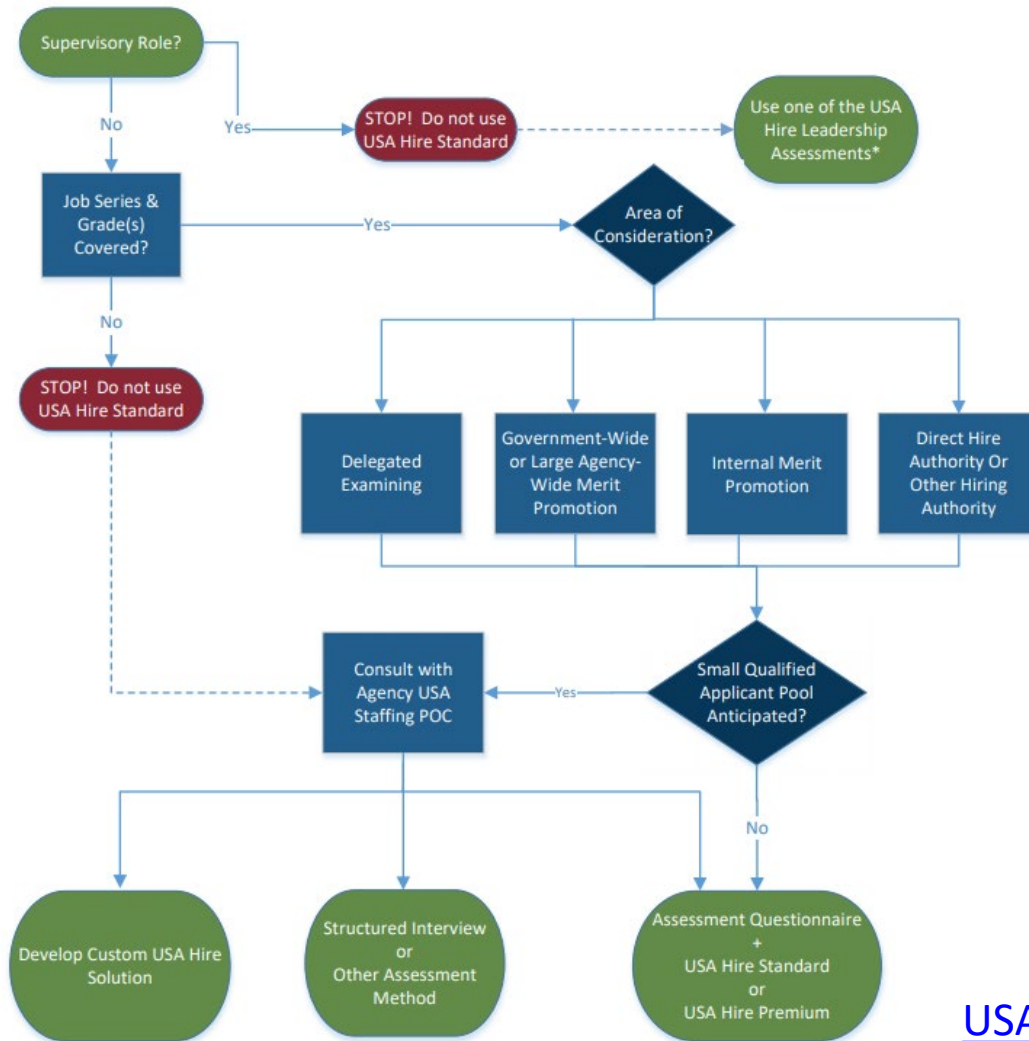 Supervisory Role?
No
Yes
STOP! Do not use
USA Hire Standard
Use one of the USA
Hire Leadership
Assessments*
Job Series &
Grade(s)
Covered?
Yes
Area of
Consideration?
No
STOP! Do not use
USA Hire Standard
Delegated
Examining
Government-Wide
or Large Agency-
Wide Merit
Promotion
Internal Merit
Promotion
Direct Hire
Authority Or
Other Hiring
Authority
Consult with
Agency USA
Staffing POC
Yes
Small Qualified
Applicant Pool
Anticipated?
No
Develop Custom USA Hire
Solution
Structured Interview
or
Other Assessment
Method
Assessment Questionnaire
+
USA Hire Standard
or
USA Hire Premium
USA